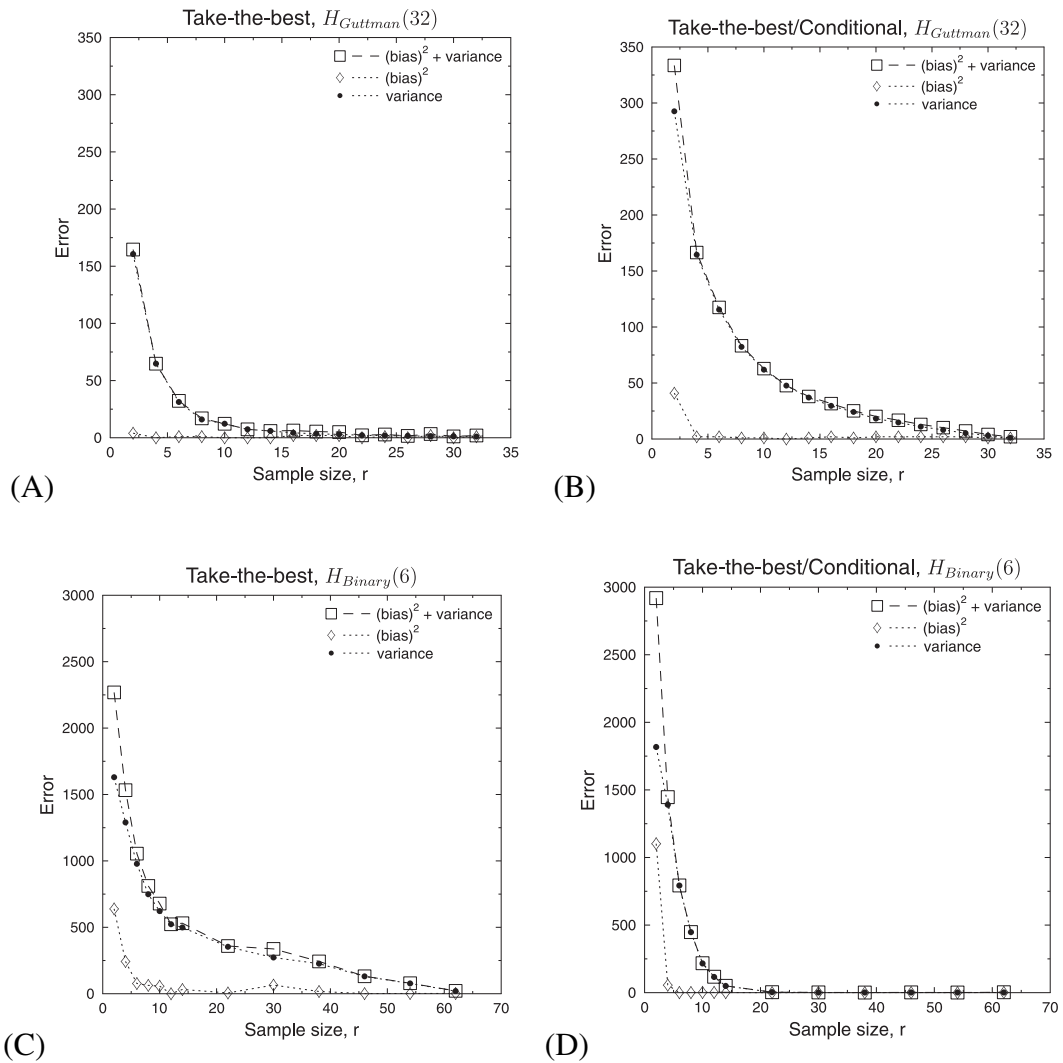 Take-the-best, H_Guttman(32)
350
300
250
200
150
100
50
0
Error
(bias)² + variance
(bias)²
variance
0 5 10 15 20 25 30 35
Sample size, r
(A)
Take-the-best/Conditional, H_Guttman(32)
350
300
250
200
150
100
50
0
Error
(bias)² + variance
(bias)²
variance
0 5 10 15 20 25 30 35
Sample size, r
(B)
Take-the-best, H_Binary(6)
3000
2500
2000
1500
1000
500
0
Error
(bias)² + variance
(bias)²
variance
0 10 20 30 40 50 60 70
Sample size, r
(C)
Take-the-best/Conditional, H_Binary(6)
3000
2500
2000
1500
1000
500
0
Error
(bias)² + variance
(bias)²
variance
0 10 20 30 40 50 60 70
Sample size, r
(D)